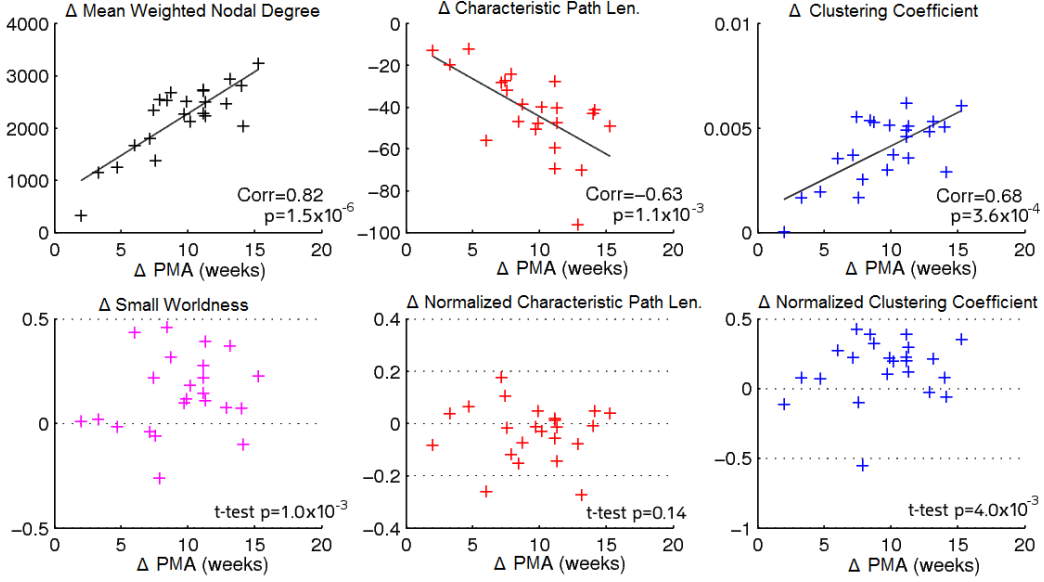 Δ Mean Weighted Nodal Degree
4000
3000
2000
1000
0
0 5 10 15 20
Corr=0.82
p=1.5x10⁻⁶
Δ PMA (weeks)
Δ Characteristic Path Len.
0
−20
−40
−60
−80
−100
0 5 10 15 20
Corr=−0.63
p=1.1x10⁻³
Δ PMA (weeks)
Δ Clustering Coefficient
0.01
0.005
0
0 5 10 15 20
Corr=0.68
p=3.6x10⁻⁴
Δ PMA (weeks)
Δ Small Worldness
0.5
0
−0.5
0 5 10 15 20
t-test p=1.0x10⁻³
Δ PMA (weeks)
Δ Normalized Characteristic Path Len.
0.4
0.2
0
−0.2
−0.4
0 5 10 15 20
t-test p=0.14
Δ PMA (weeks)
Δ Normalized Clustering Coefficient
0.5
0
−0.5
−1
0 5 10 15 20
t-test p=4.0x10⁻³
Δ PMA (weeks)